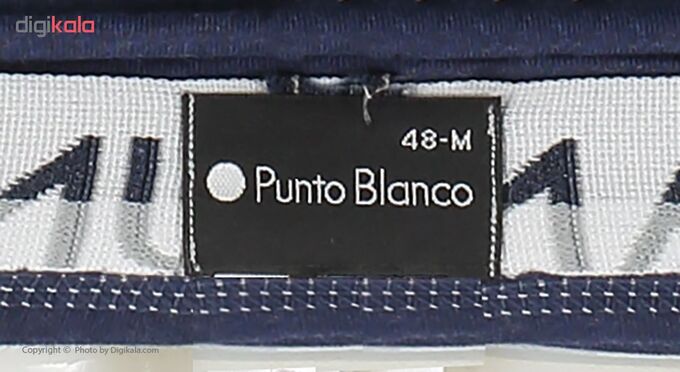 digikala
48-M
Punto Blanco
Copyright © Photo by Digikala.com